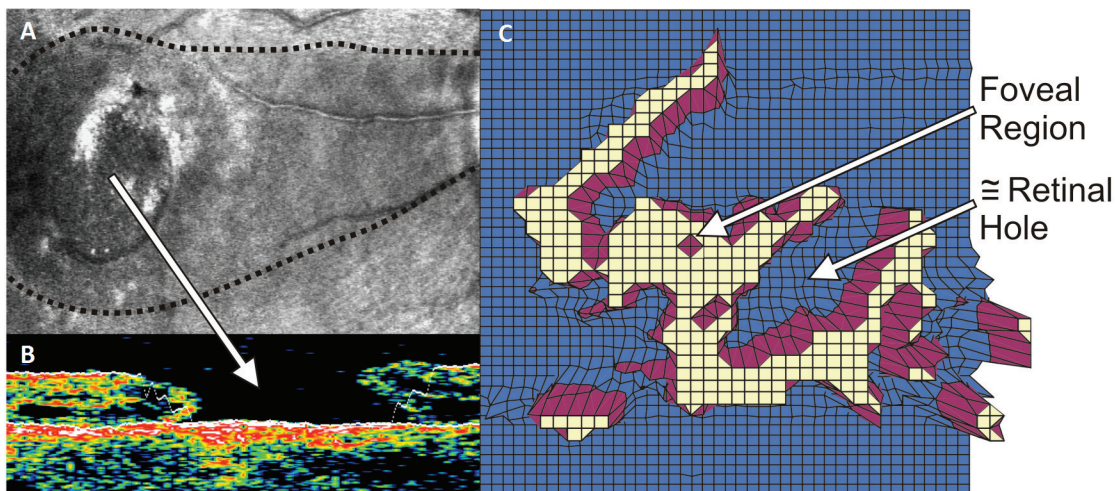 A
B
C
Foveal
Region
≅ Retinal
Hole